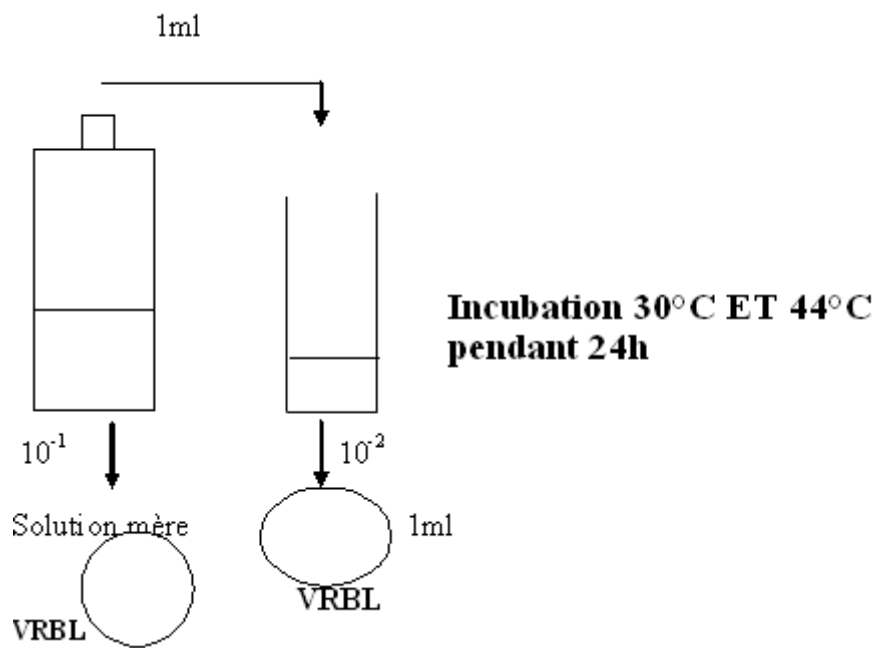 1ml
Incubation 30°C ET 44°C
pendant 24h
10⁻¹
10⁻²
Solution mère
1ml
VRBL
VRBL